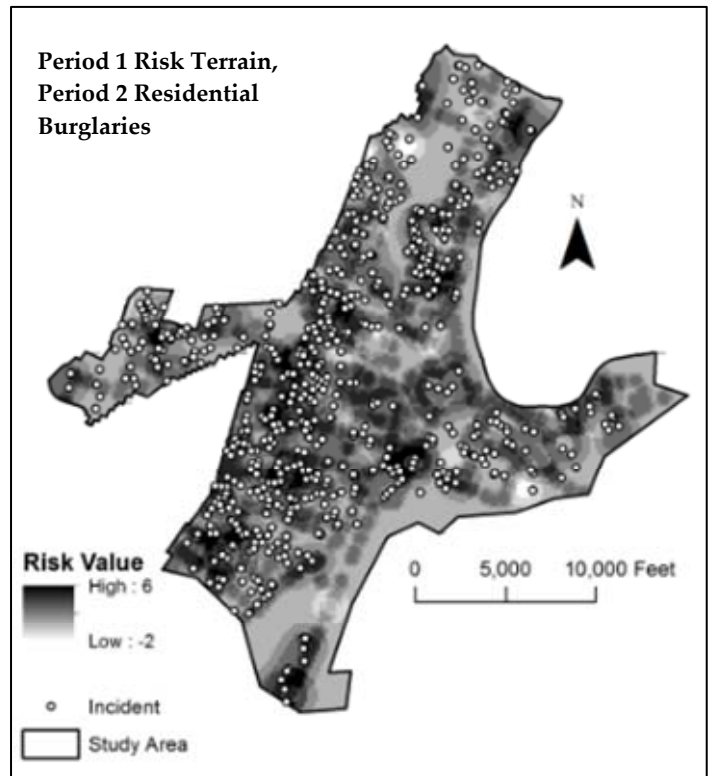 Period 1 Risk Terrain,
Period 2 Residential
Burglaries
N
0 5,000 10,000 Feet
Risk Value
High : 6
Low : -2
Incident
Study Area